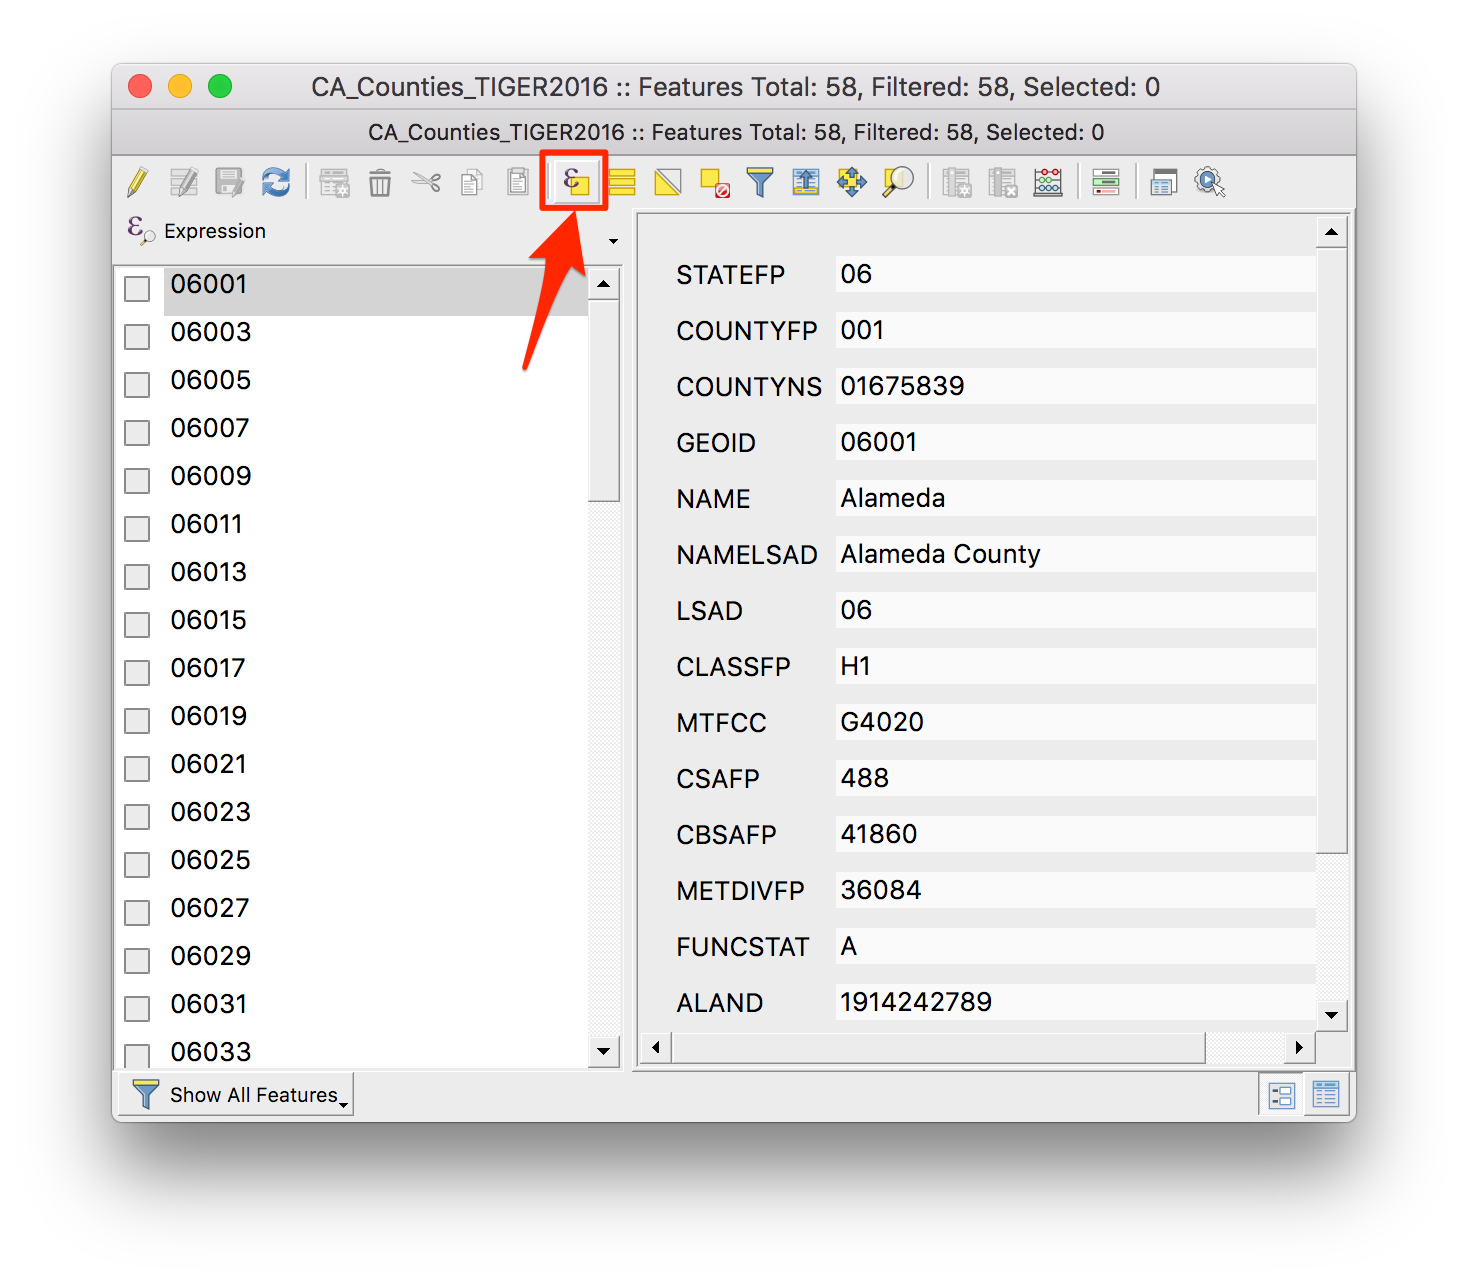 CA_Counties_TIGER2016 :: Features Total: 58, Filtered: 58, Selected: 0
CA_Counties_TIGER2016 :: Features Total: 58, Filtered: 58, Selected: 0
Expression
06001
06003
06005
06007
06009
06011
06013
06015
06017
06019
06021
06023
06025
06027
06029
06031
06033
STATEFP 06
COUNTYFP 001
COUNTYNS 01675839
GEOID 06001
NAME Alameda
NAMELSAD Alameda County
LSAD 06
CLASSFP H1
MTFCC G4020
CSAFP 488
CBSAFP 41860
METDIVFP 36084
FUNCSTAT A
ALAND 1914242789
Show All Features